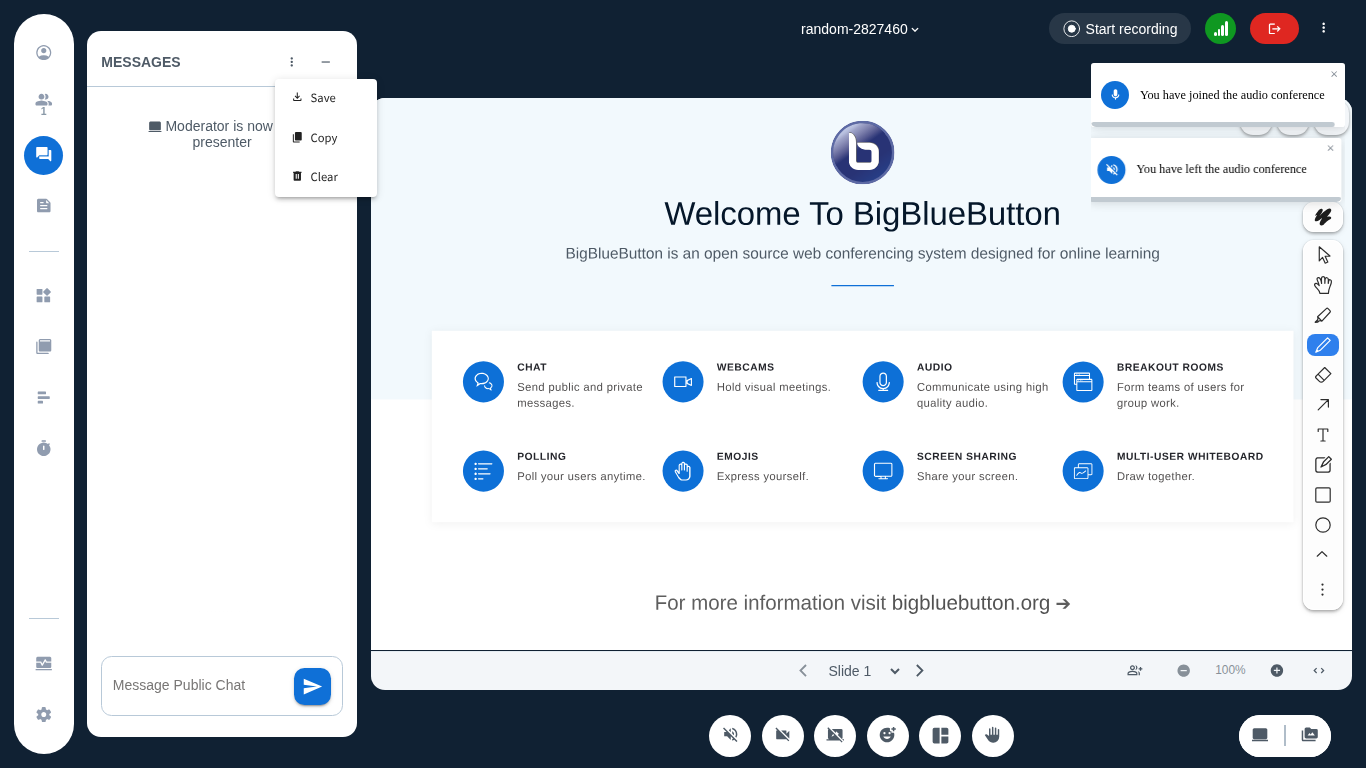 random-2827460
Start recording
MESSAGES
1
Save
Copy
Clear
Moderator is now
presenter
You have joined the audio conference
You have left the audio conference
Welcome To BigBlueButton
BigBlueButton is an open source web conferencing system designed for online learning
CHAT
Send public and private
messages.
WEBCAMS
Hold visual meetings.
AUDIO
Communicate using high
quality audio.
BREAKOUT ROOMS
Form teams of users for
group work.
POLLING
Poll your users anytime.
EMOJIS
Express yourself.
SCREEN SHARING
Share your screen.
MULTI-USER WHITEBOARD
Draw together.
For more information visit bigbluebutton.org ➔
Message Public Chat
Slide 1
100%